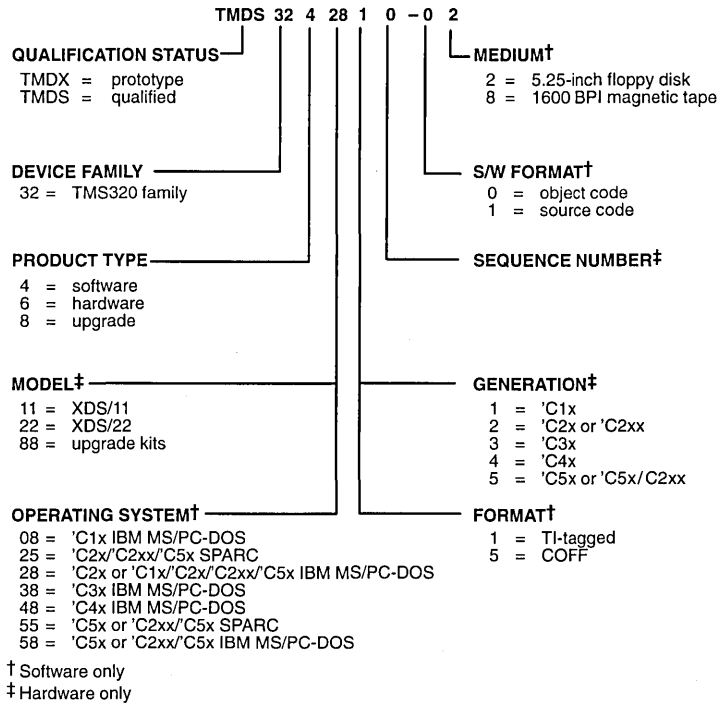 TMDS 32 4 28 1 0 – 0 2
QUALIFICATION STATUS
TMDX = prototype
TMDS = qualified
DEVICE FAMILY
32 = TMS320 family
PRODUCT TYPE
4 = software
6 = hardware
8 = upgrade
MODEL‡
11 = XDS/11
22 = XDS/22
88 = upgrade kits
OPERATING SYSTEM†
08 = 'C1x IBM MS/PC-DOS
25 = 'C2x/'C2xx/'C5x SPARC
28 = 'C2x or 'C1x/'C2x/'C2xx/'C5x IBM MS/PC-DOS
38 = 'C3x IBM MS/PC-DOS
48 = 'C4x IBM MS/PC-DOS
55 = 'C5x or 'C2xx/'C5x SPARC
58 = 'C5x or 'C2xx/'C5x IBM MS/PC-DOS
MEDIUM†
2 = 5.25-inch floppy disk
8 = 1600 BPI magnetic tape
S/W FORMAT†
0 = object code
1 = source code
SEQUENCE NUMBER‡
GENERATION‡
1 = 'C1x
2 = 'C2x or 'C2xx
3 = 'C3x
4 = 'C4x
5 = 'C5x or 'C5x/C2xx
FORMAT†
1 = TI-tagged
5 = COFF
† Software only
‡ Hardware only